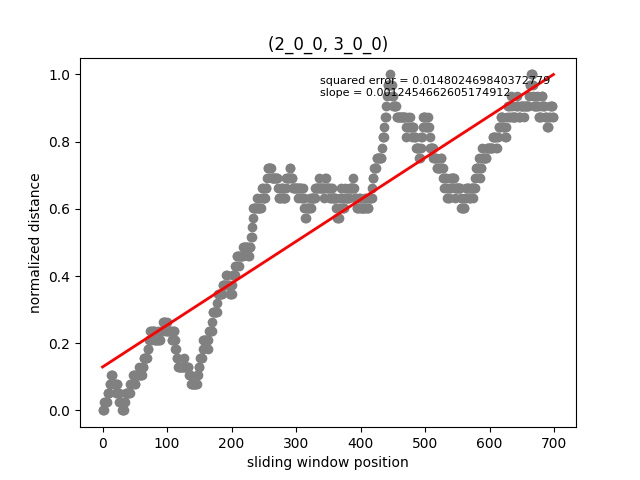 (2_0_0, 3_0_0)
squared error = 0.014802469840372779
slope = 0.0012454662605174912
normalized distance
1.0
0.8
0.6
0.4
0.2
0.0
0 100 200 300 400 500 600 700
sliding window position